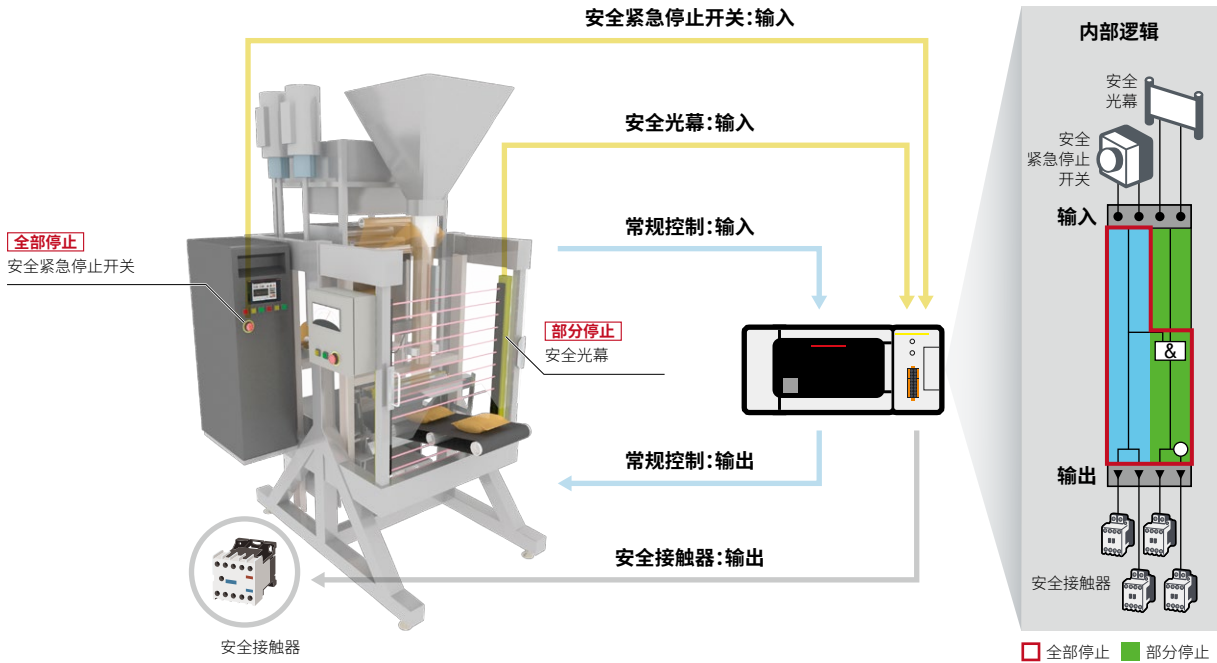 安全紧急停止开关:输入
安全光幕:输入
常规控制:输入
全部停止
安全紧急停止开关
部分停止
安全光幕
常规控制:输出
安全接触器:输出
安全接触器
内部逻辑
安全
光幕
安全
紧急停止
开关
输入
&
输出
安全接触器
全部停止
部分停止